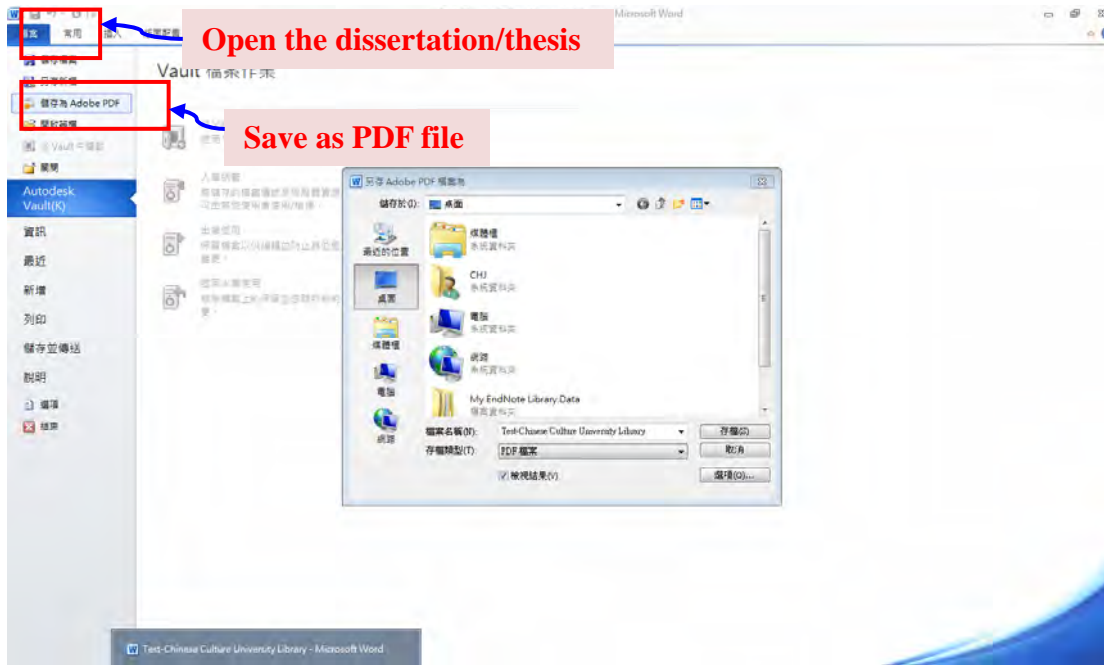 Microsoft Word
檔案 常用 插入
Open the dissertation/thesis
儲存檔案
另存新檔
Vault 檔案作業
儲存為 Adobe PDF
開啟舊檔
Save as PDF file
關閉
Autodesk
Vault(K)
資訊
最近
新增
列印
儲存並傳送
說明
選項
結束
另存 Adobe PDF 檔案為
儲存於(I): 桌面
最近的位置
桌面
媒體櫃
電腦
網路
媒體櫃
系統資料夾
CHJ
系統資料夾
電腦
系統資料夾
網路
系統資料夾
My EndNote Library.Data
檔案資料夾
檔案名稱(N): Test-Chinese Culture University Library 存檔(S)
存檔類型(T): PDF 檔案 取消
檢視結果(V) 選項(O)...
Test-Chinese Culture University Library - Microsoft Word